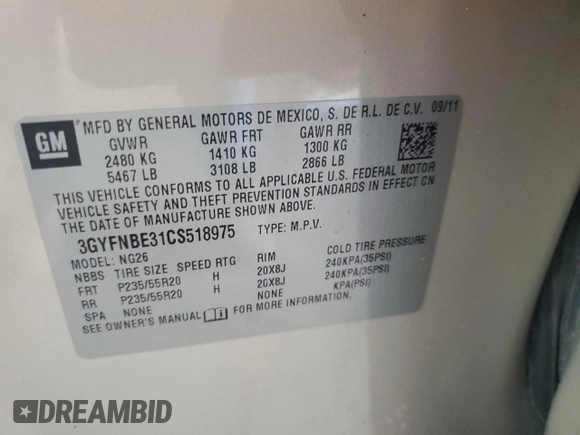 GM
MFD BY GENERAL MOTORS DE MEXICO, S. DE R.L. DE C.V. 09/11
GVWR GAWR FRT GAWR RR
2480 KG 1410 KG 1300 KG
5467 LB 3108 LB 2866 LB
THIS VEHICLE CONFORMS TO ALL APPLICABLE U.S. FEDERAL MOTOR
VEHICLE SAFETY AND THEFT PREVENTION STANDARDS IN EFFECT ON
THE DATE OF MANUFACTURE SHOWN ABOVE.
3GYFNBE31CS518975 TYPE: M.P.V.
MODEL: NG26
NBBS TIRE SIZE SPEED RTG RIM COLD TIRE PRESSURE
FRT P235/55R20 H 20X8J 240KPA(35PSI)
RR P235/55R20 H 20X8J 240KPA(35PSI)
SPA NONE NONE KPA(PSI)
SEE OWNER'S MANUAL FOR MORE INFORMATION.
DREAMBID